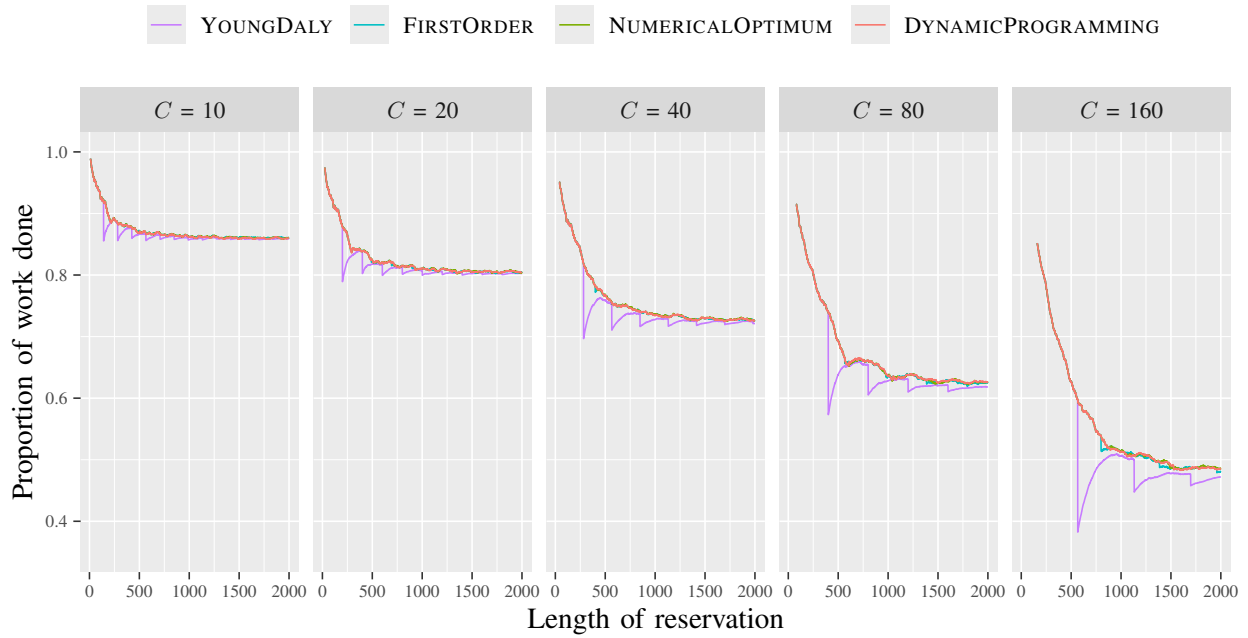 YOUNGDALY FIRSTORDER NUMERICALOPTIMUM DYNAMICPROGRAMMING
C = 10 C = 20 C = 40 C = 80 C = 160
1.0
0.8
0.6
0.4
Proportion of work done
0 500 1000 1500 2000 0 500 1000 1500 2000 0 500 1000 1500 2000 0 500 1000 1500 2000 0 500 1000 1500 2000
Length of reservation